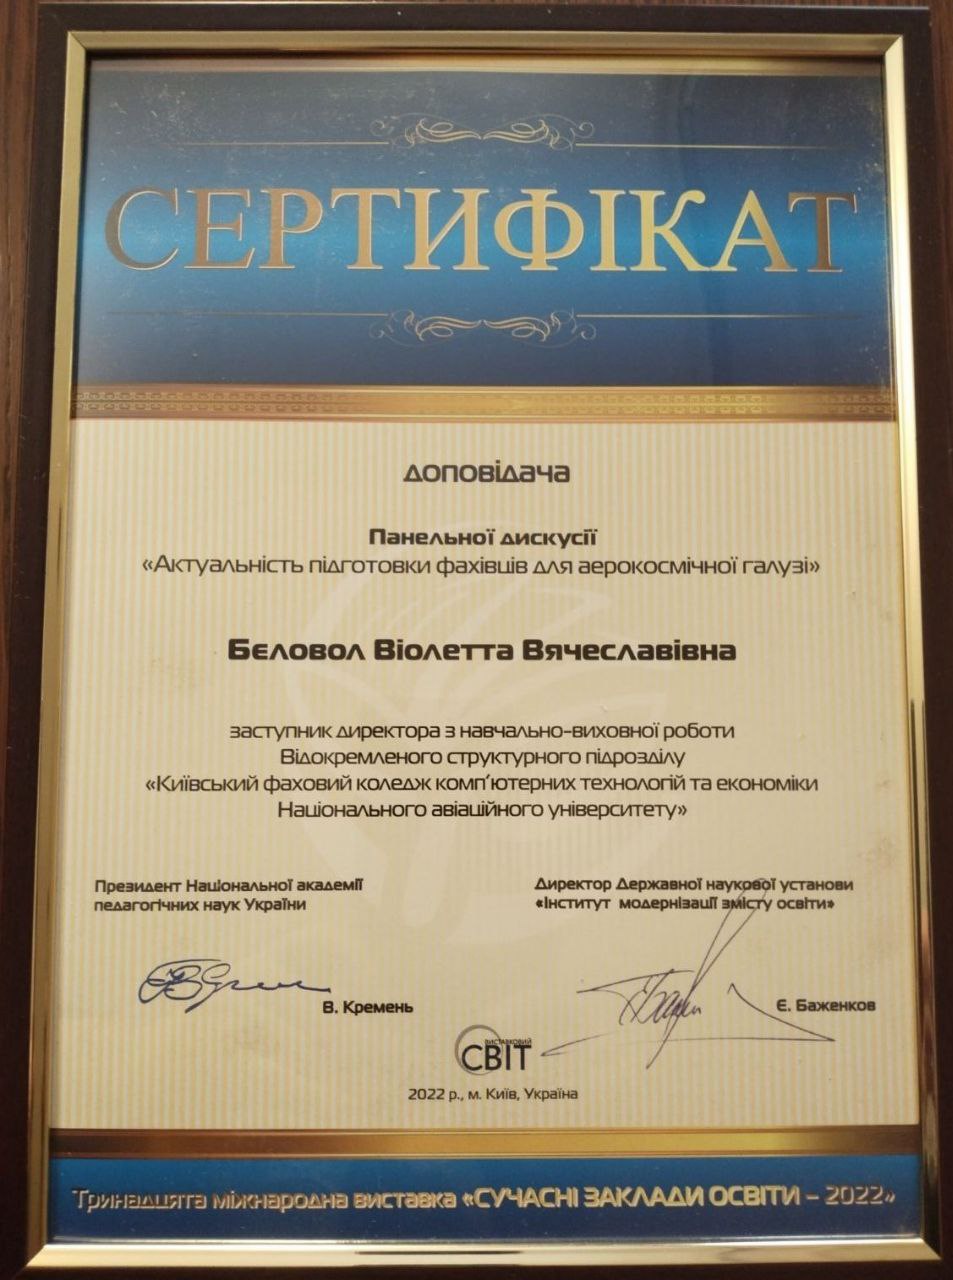 СЕРТИФІКАТ
доповідача
Панельної дискусії
«Актуальність підготовки фахівців для аерокосмічної галузі»
Бєловол Віолетта Вячеславівна
заступник директора з навчально-виховної роботи
Відокремленого структурного підрозділу
«Київський фаховий коледж комп'ютерних технологій та економіки
Національного авіаційного університету»
Президент Національної академії
педагогічних наук України
В. Кремень
Директор Державної наукової установи
«Інститут модернізації змісту освіти»
Є. Баженков
виставковий
СВІТ
2022 р., м. Київ, Україна
Тринадцята міжнародна виставка «СУЧАСНІ ЗАКЛАДИ ОСВІТИ – 2022»